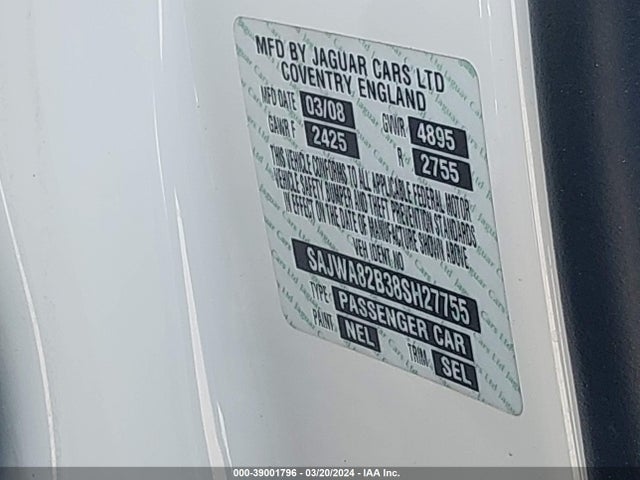 MFD BY JAGUAR CARS LTD
COVENTRY, ENGLAND
MFD DATE 03/08 GVWR 4895
GAWR F 2425 R 2755
THIS VEHICLE CONFORMS TO ALL APPLICABLE FEDERAL MOTOR
VEHICLE SAFETY BUMPER AND THEFT PREVENTION STANDARDS
IN EFFECT ON THE DATE OF MANUFACTURE SHOWN ABOVE.
VEH IDENT NO
SAJWA82B38SH27755
TYPE: PASSENGER CAR
PAINT: NEL TRIM: SEL
000-39001796 - 03/20/2024 - IAA Inc.